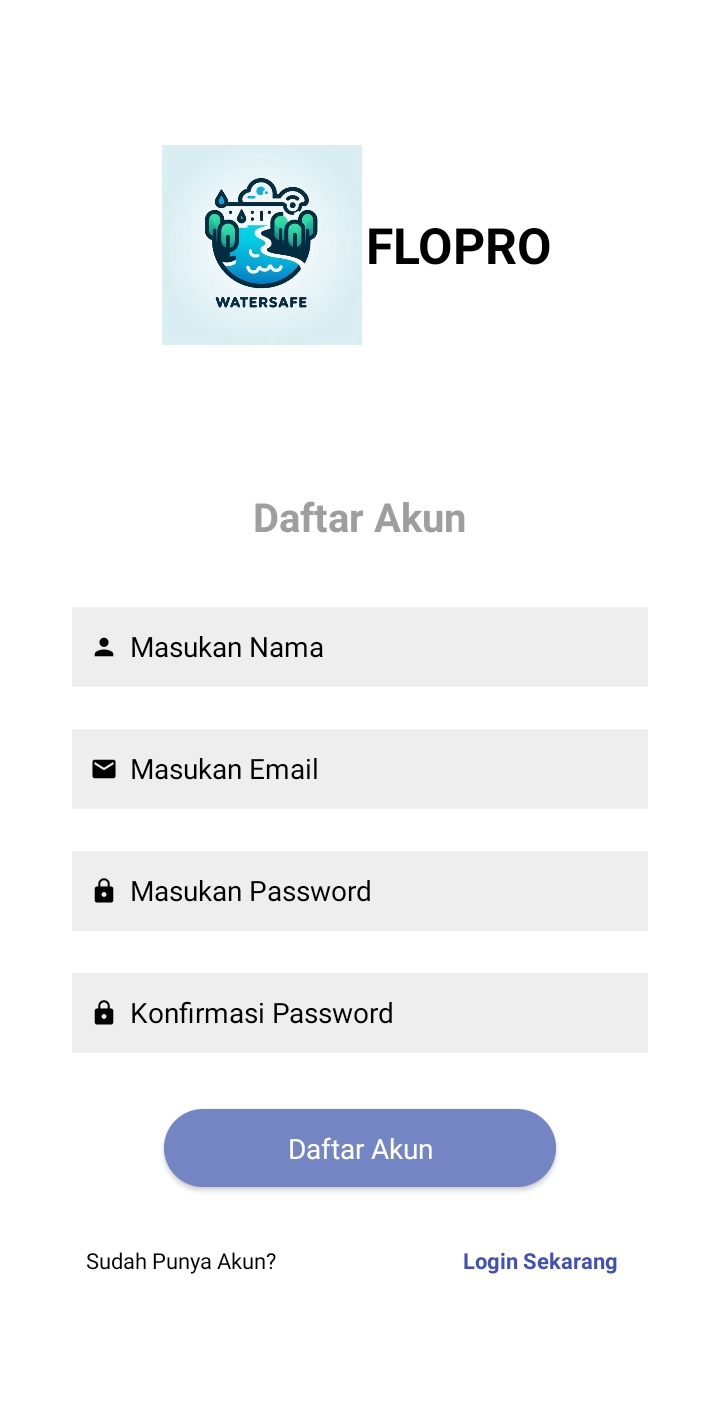 WATERSAFE
FLOPRO
Daftar Akun
Masukan Nama
Masukan Email
Masukan Password
Konfirmasi Password
Daftar Akun
Sudah Punya Akun? Login Sekarang